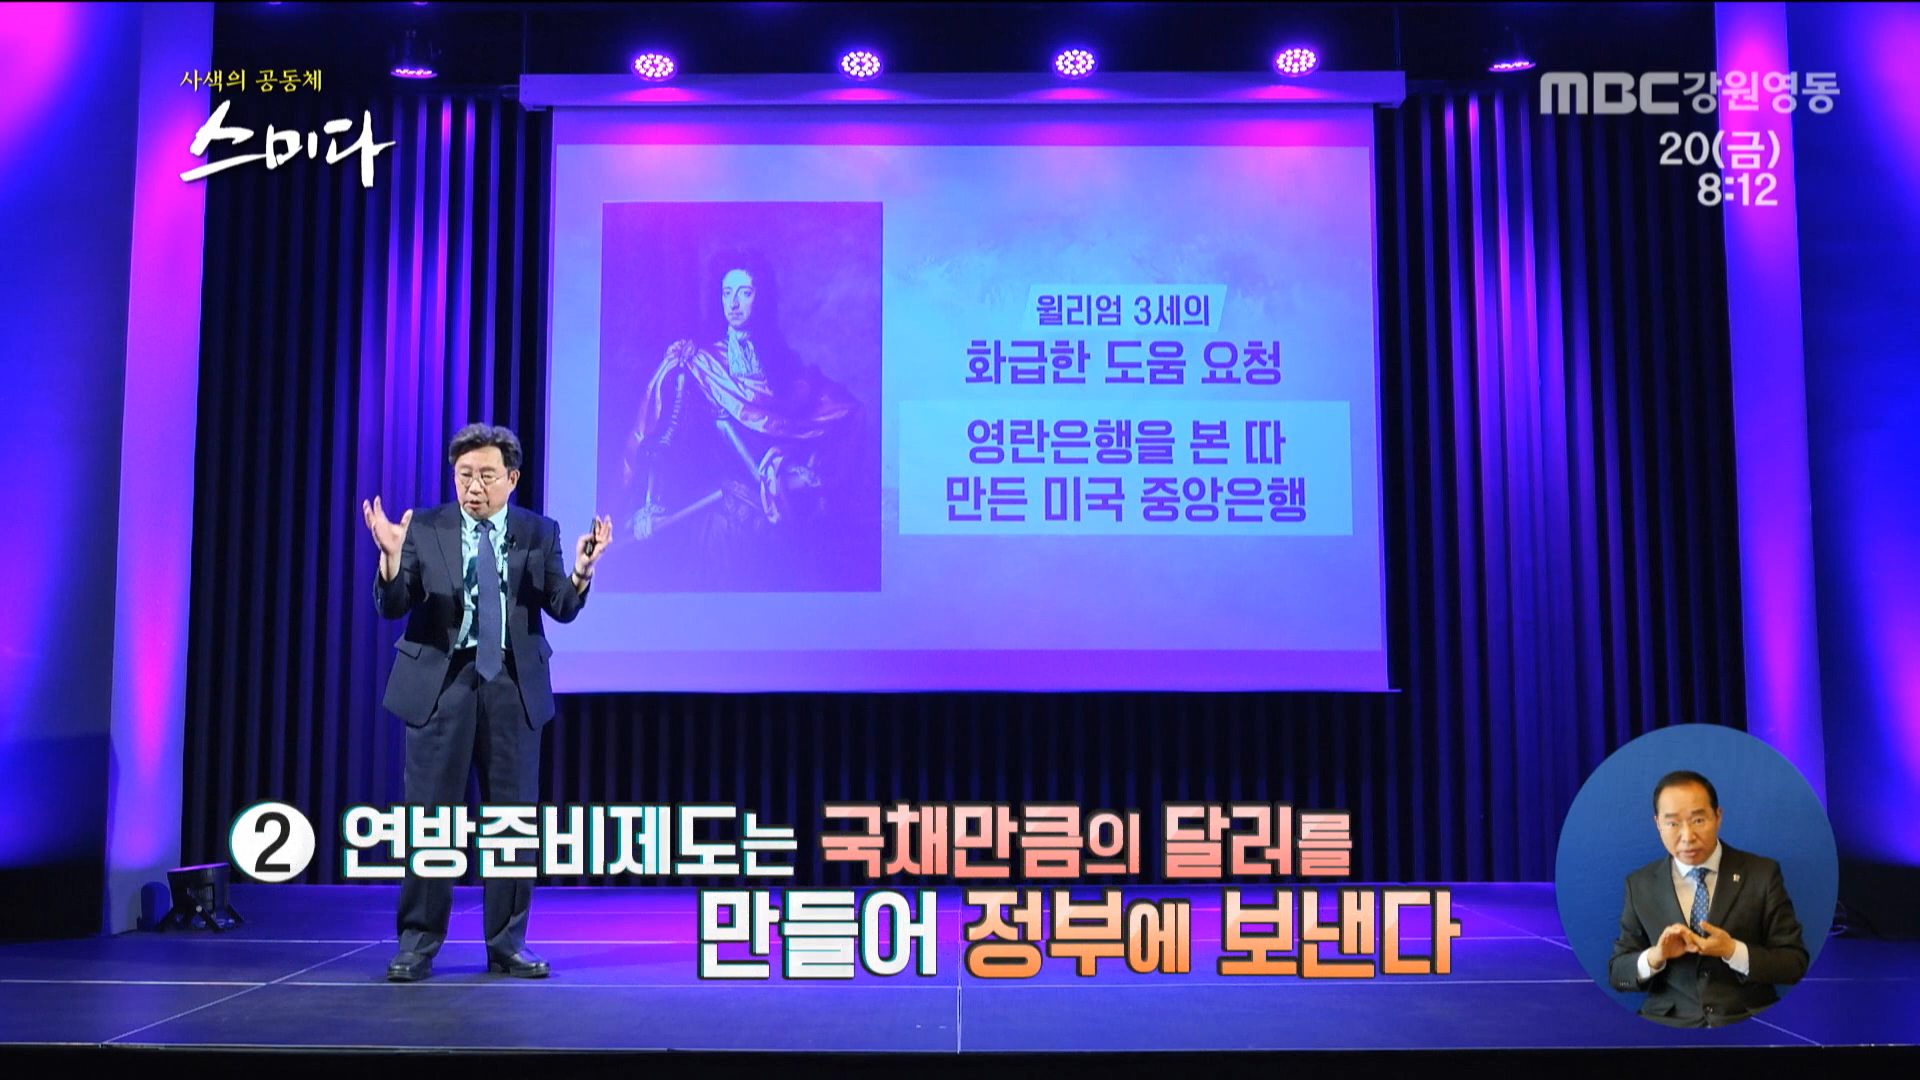 사색의 공동체
스미다
MBC강원영동
20(금)
8:12
윌리엄 3세의
화급한 도움 요청
영란은행을 본 따
만든 미국 중앙은행
2 연방준비제도는 국채만큼의 달러를
만들어 정부에 보낸다